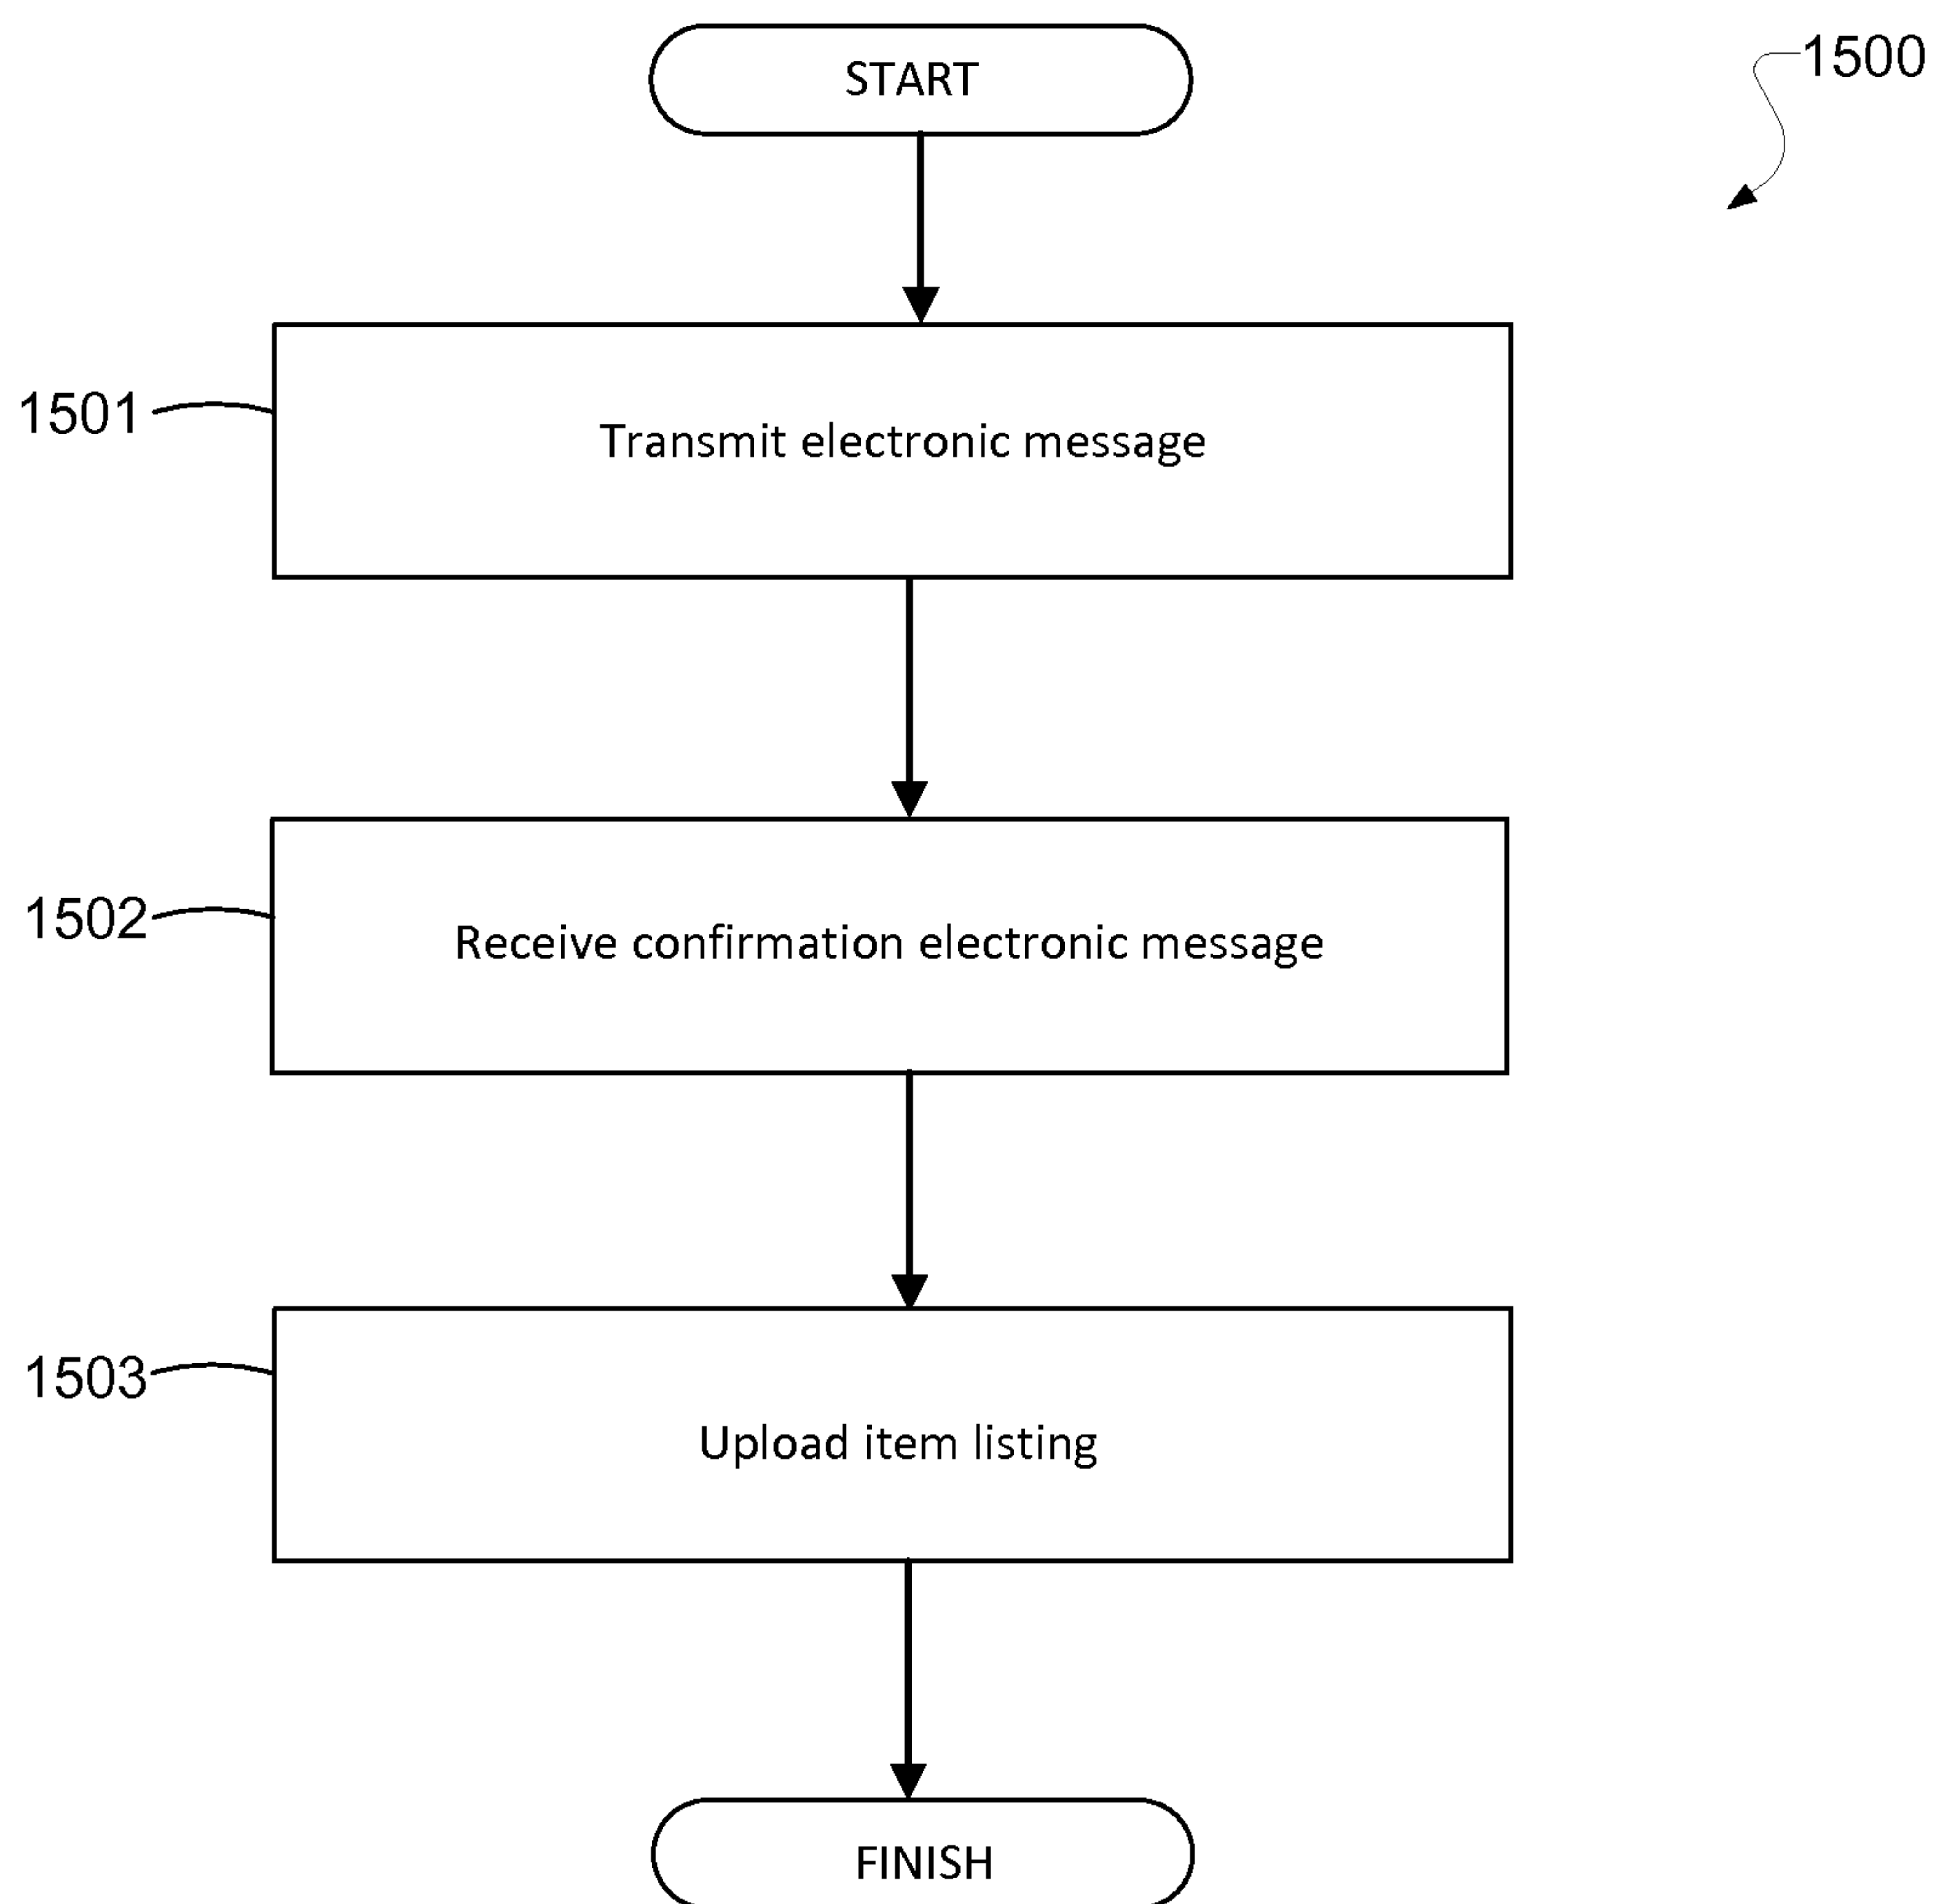 START
1500
1501
Transmit electronic message
1502
Receive confirmation electronic message
1503
Upload item listing
FINISH